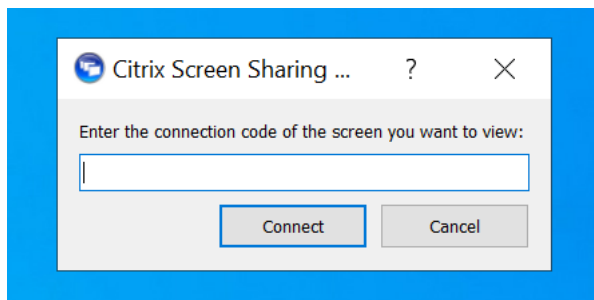 Citrix Screen Sharing ... ?
Enter the connection code of the screen you want to view:
Connect Cancel